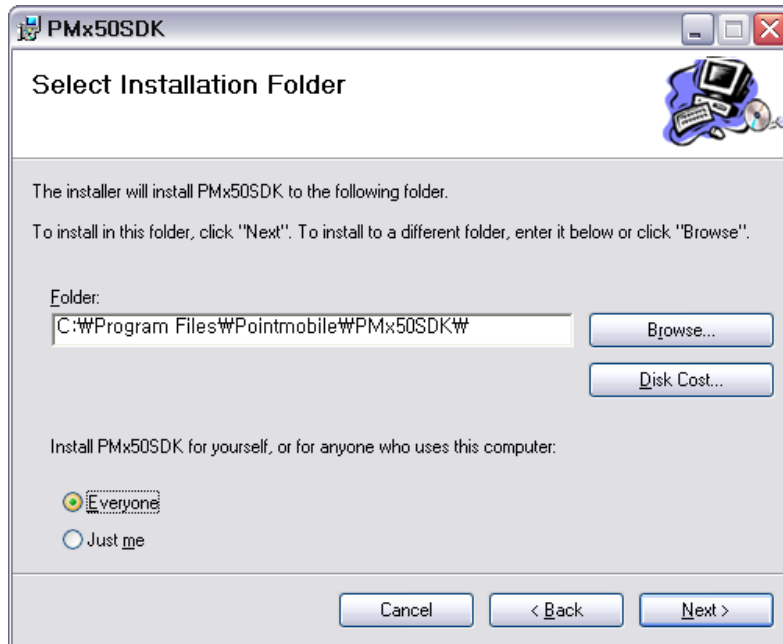 PMx50SDK
Select Installation Folder
The installer will install PMx50SDK to the following folder.
To install in this folder, click "Next". To install to a different folder, enter it below or click "Browse".
Folder:
C:₩Program Files₩Pointmobile₩PMx50SDK₩
Browse...
Disk Cost...
Install PMx50SDK for yourself, or for anyone who uses this computer:
Everyone
Just me
Cancel
< Back
Next >